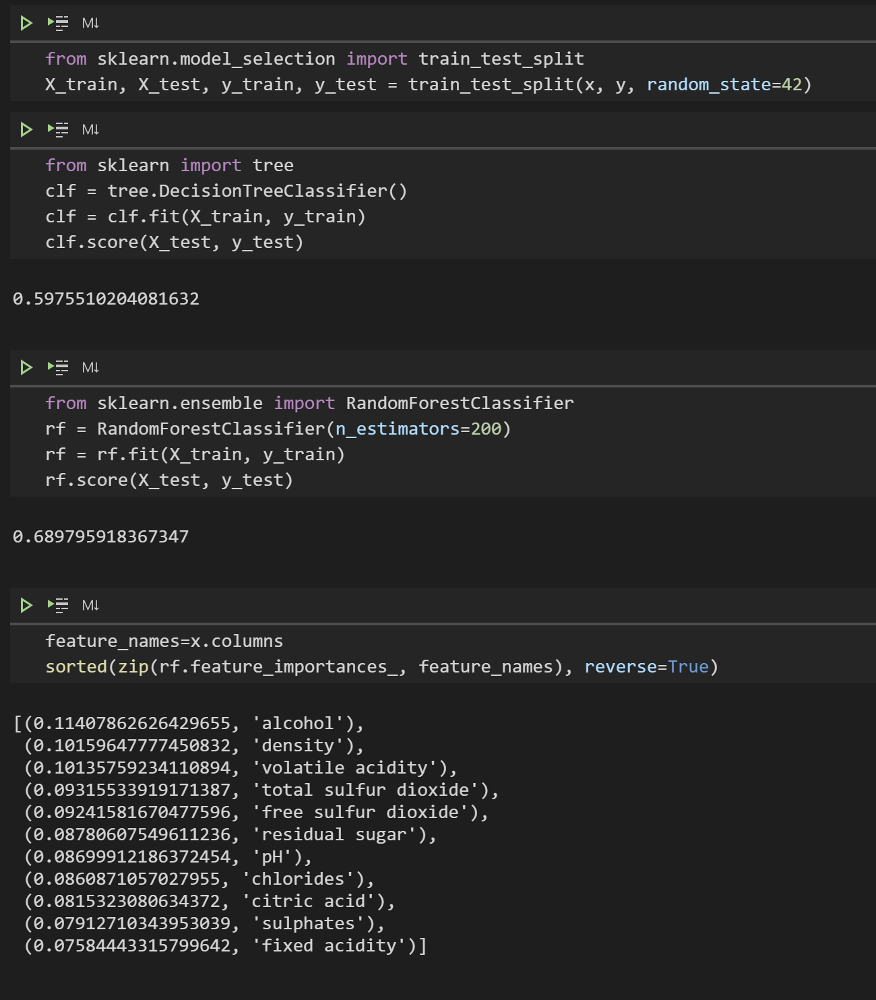 M↓
from sklearn.model_selection import train_test_split
X_train, X_test, y_train, y_test = train_test_split(x, y, random_state=42)
M↓
from sklearn import tree
clf = tree.DecisionTreeClassifier()
clf = clf.fit(X_train, y_train)
clf.score(X_test, y_test)
0.5975510204081632
M↓
from sklearn.ensemble import RandomForestClassifier
rf = RandomForestClassifier(n_estimators=200)
rf = rf.fit(X_train, y_train)
rf.score(X_test, y_test)
0.689795918367347
M↓
feature_names=x.columns
sorted(zip(rf.feature_importances_, feature_names), reverse=True)
[(0.11407862626429655, 'alcohol'),
(0.10159647777450832, 'density'),
(0.10135759234110894, 'volatile acidity'),
(0.09315533919171387, 'total sulfur dioxide'),
(0.09241581670477596, 'free sulfur dioxide'),
(0.08780607549611236, 'residual sugar'),
(0.08699912186372454, 'pH'),
(0.0860871057027955, 'chlorides'),
(0.0815323080634372, 'citric acid'),
(0.07912710343953039, 'sulphates'),
(0.07584443315799642, 'fixed acidity')]